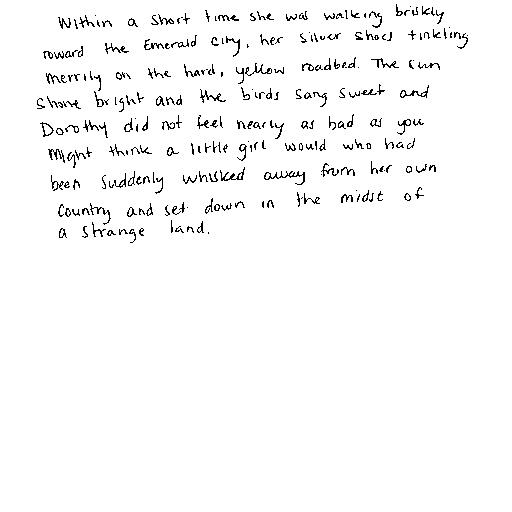 Within a short time she was walking briskly
toward the Emerald City, her silver shoes tinkling
merrily on the hard, yellow roadbed. The sun
shone bright and the birds sang sweet and
Dorothy did not feel nearly as bad as you
might think a little girl would who had
been suddenly whisked away from her own
country and set down in the midst of
a strange land.